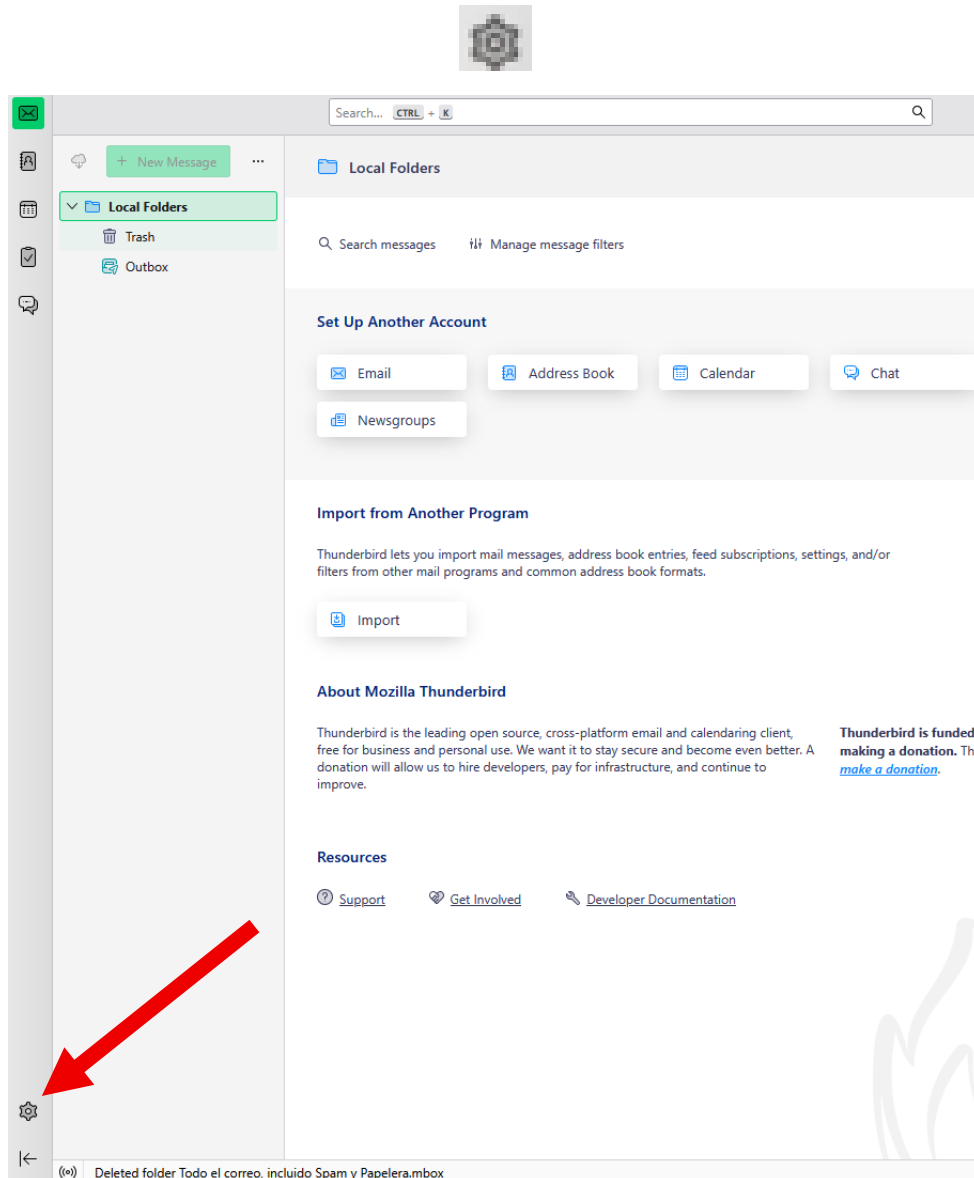 Search... CTRL + K
+ New Message ...
Local Folders
Local Folders
Trash
Outbox
Search messages Manage message filters
Set Up Another Account
Email Address Book Calendar Chat
Newsgroups
Import from Another Program
Thunderbird lets you import mail messages, address book entries, feed subscriptions, settings, and/or
filters from other mail programs and common address book formats.
Import
About Mozilla Thunderbird
Thunderbird is the leading open source, cross-platform email and calendaring client,
free for business and personal use. We want it to stay secure and become even better. A
donation will allow us to hire developers, pay for infrastructure, and continue to
improve.
Thunderbird is funded
making a donation. Th
make a donation.
Resources
Support Get Involved Developer Documentation
Deleted folder Todo el correo, incluido Spam y Papelera.mbox